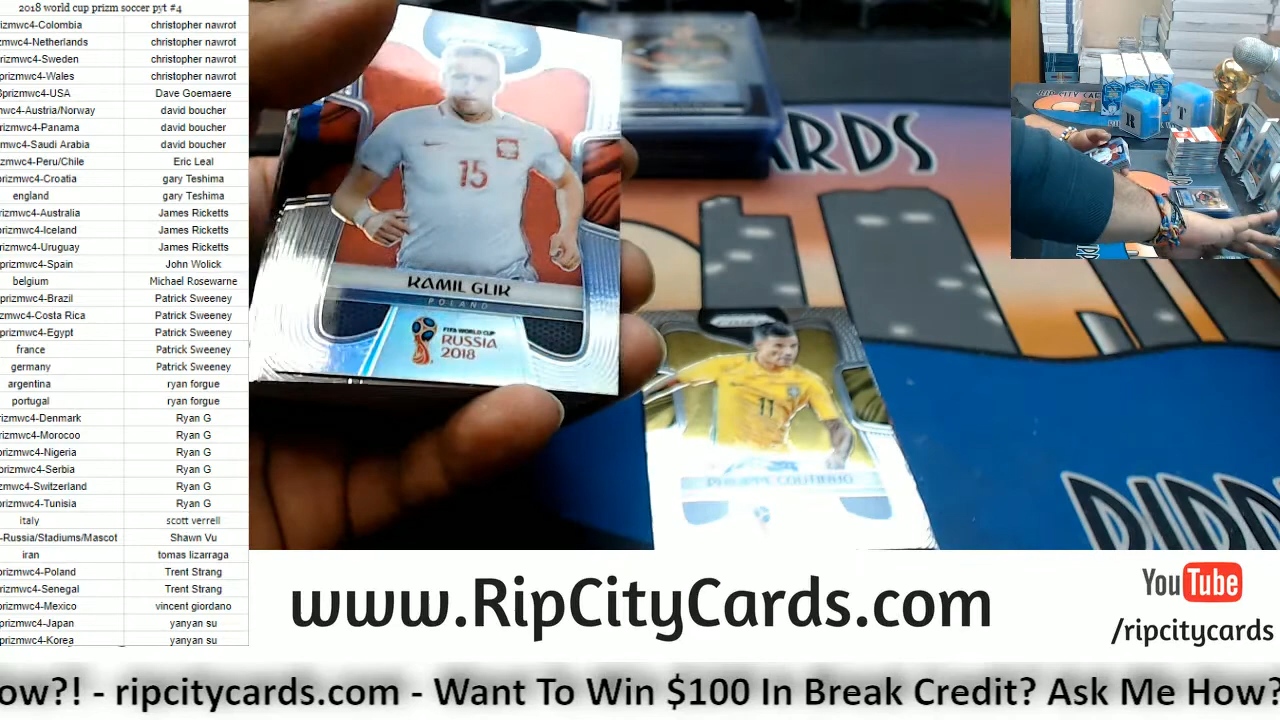 2018 world cup prizm soccer pyt #4
rizmwc4-Colombia christopher nawrot
zmwc4-Netherlands christopher nawrot
izmwc4-Sweden christopher nawrot
prizmwc4-Wales christopher nawrot
8prizmwc4-USA Dave Goemaere
mwc4-Austria/Norway david boucher
izmwc4-Panama david boucher
mwc4-Saudi Arabia david boucher
izmwc4-Peru/Chile Eric Leal
prizmwc4-Croatia gary Teshima
england gary Teshima
rizmwc4-Australia James Ricketts
prizmwc4-Iceland James Ricketts
rizmwc4-Uruguay James Ricketts
prizmwc4-Spain John Wolick
belgium Michael Rosewarne
prizmwc4-Brazil Patrick Sweeney
izmwc4-Costa Rica Patrick Sweeney
prizmwc4-Egypt Patrick Sweeney
france Patrick Sweeney
germany Patrick Sweeney
argentina ryan forgue
portugal ryan forgue
rizmwc4-Denmark Ryan G
rizmwc4-Morocoo Ryan G
rizmwc4-Nigeria Ryan G
rizmwc4-Serbia Ryan G
mwc4-Switzerland Ryan G
rizmwc4-Tunisia Ryan G
italy scott verrell
-Russia/Stadiums/Mascot Shawn Vu
iran tomas lizarraga
prizmwc4-Poland Trent Strang
rizmwc4-Senegal Trent Strang
prizmwc4-Mexico vincent giordano
prizmwc4-Japan yanyan su
prizmwc4-Korea yanyan su
15
KAMIL GLIK
POLAND
FIFA WORLD CUP
RUSSIA
2018
ARDS
11
PHILIPPE COUTINHO
R T
www.RipCityCards.com
YouTube
/ripcitycards
ow?! - ripcitycards.com - Want To Win $100 In Break Credit? Ask Me How?